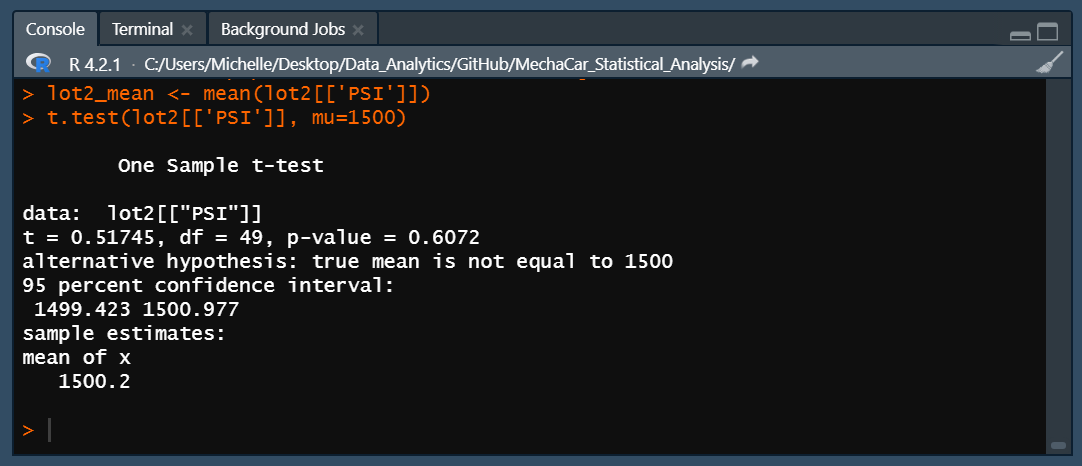 Console Terminal Background Jobs
R 4.2.1 · C:/Users/Michelle/Desktop/Data_Analytics/GitHub/MechaCar_Statistical_Analysis/
> lot2_mean <- mean(lot2[['PSI']])
> t.test(lot2[['PSI']], mu=1500)
One Sample t-test
data:  lot2[["PSI"]]
t = 0.51745, df = 49, p-value = 0.6072
alternative hypothesis: true mean is not equal to 1500
95 percent confidence interval:
1499.423 1500.977
sample estimates:
mean of x
1500.2
>